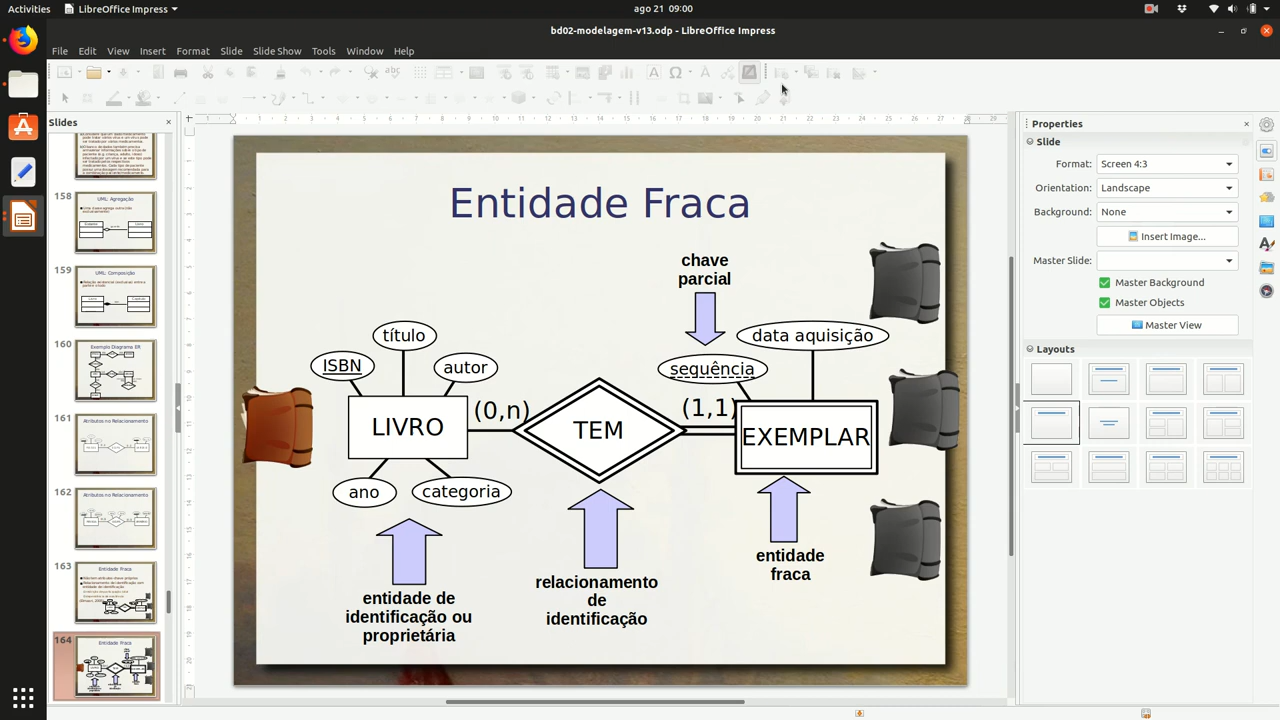 Activities LibreOffice Impress ago 21 09:00
bd02-modelagem-v13.odp - LibreOffice Impress
File Edit View Insert Format Slide Slide Show Tools Window Help
Slides
158
UML: Agregação
159
UML: Composição
160
Exemplo Diagrama ER
161
Atributos no Relacionamento
162
Atributos no Relacionamento
163
Entidade Fraca
164
Entidade Fraca
Entidade Fraca
chave
parcial
título
ISBN
autor
sequência
data aquisição
LIVRO
(0,n)
TEM
(1,1)
EXEMPLAR
ano
categoria
entidade de
identificação ou
proprietária
relacionamento
de
identificação
entidade
fraca
Properties
Slide
Format: Screen 4:3
Orientation: Landscape
Background: None
Insert Image...
Master Slide:
Master Background
Master Objects
Master View
Layouts